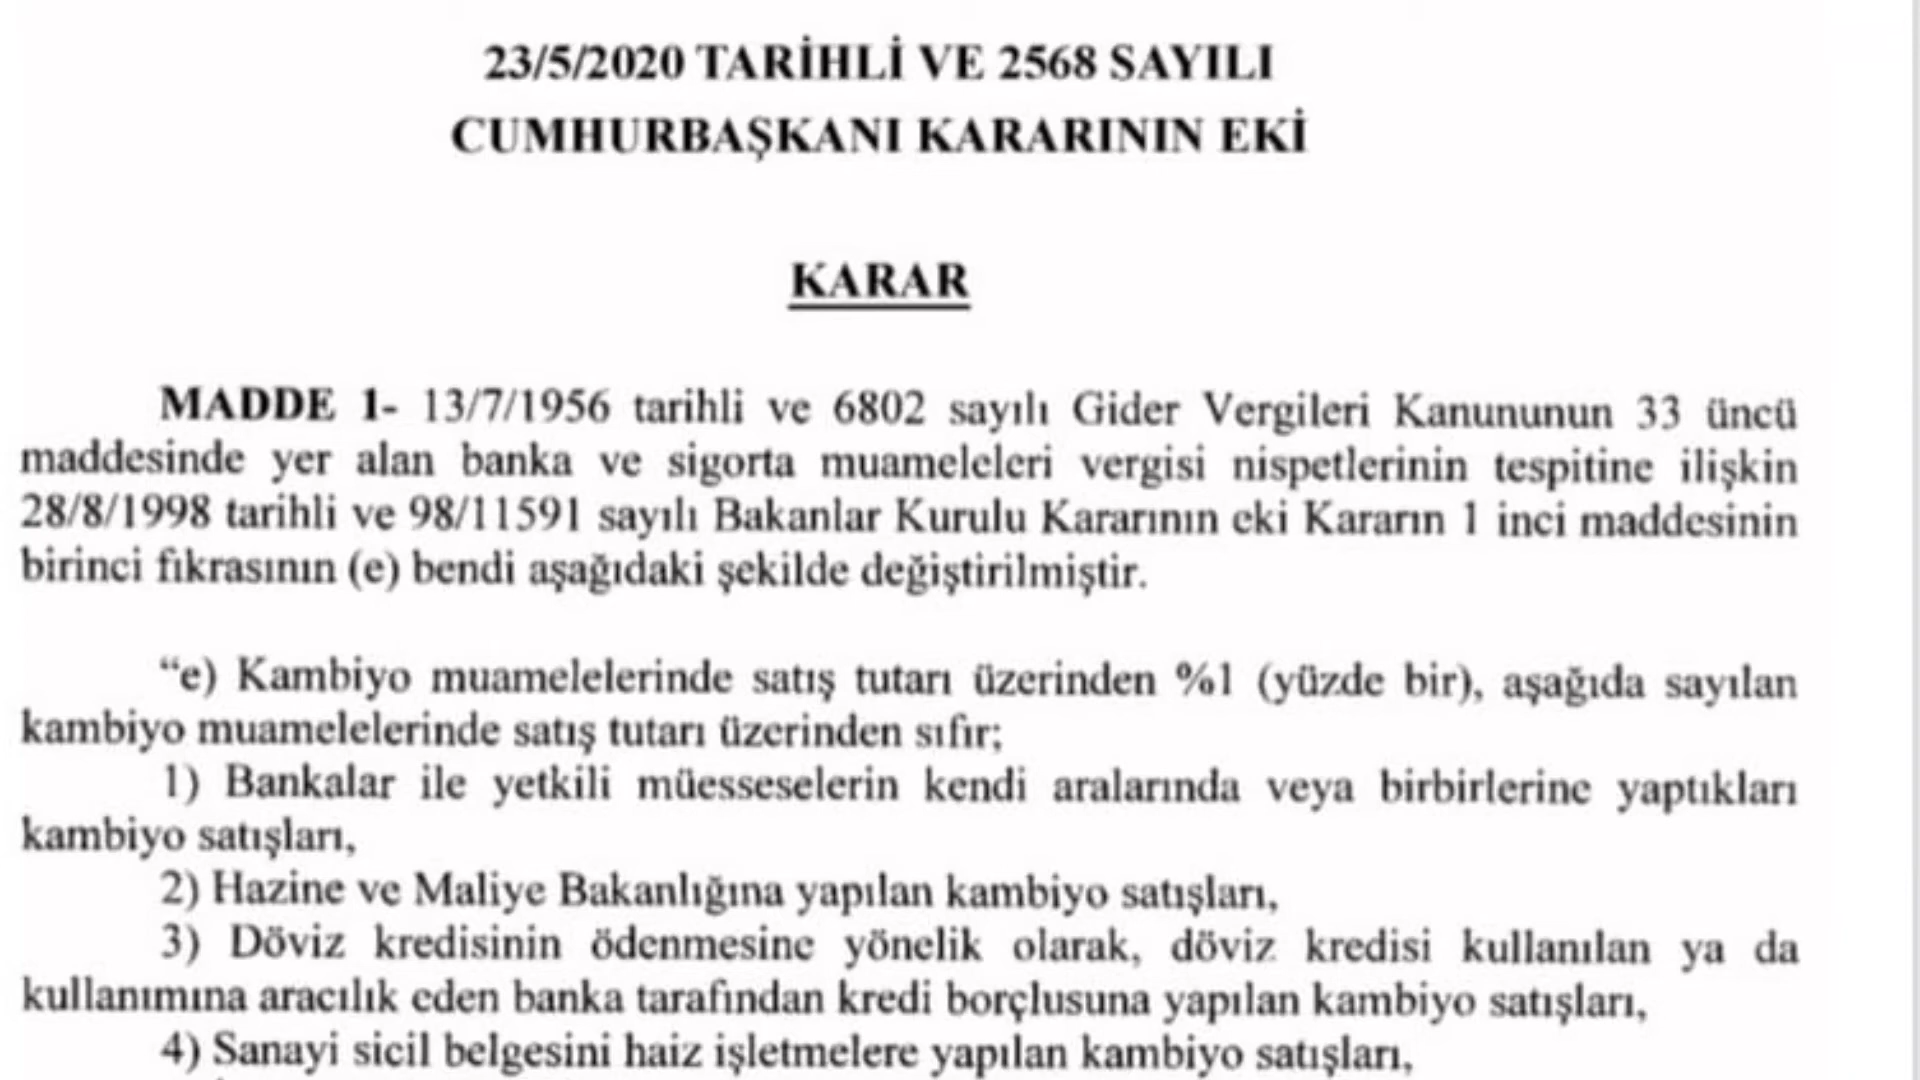 23/5/2020 TARİHLİ VE 2568 SAYILI
CUMHURBAŞKANI KARARININ EKİ
KARAR
MADDE 1- 13/7/1956 tarihli ve 6802 sayılı Gider Vergileri Kanununun 33 üncü
maddesinde yer alan banka ve sigorta muameleleri vergisi nispetlerinin tespitine ilişkin
28/8/1998 tarihli ve 98/11591 sayılı Bakanlar Kurulu Kararının eki Kararın 1 inci maddesinin
birinci fıkrasının (e) bendi aşağıdaki şekilde değiştirilmiştir.
“e) Kambiyo muamelelerinde satış tutarı üzerinden %1 (yüzde bir), aşağıda sayılan
kambiyo muamelelerinde satış tutarı üzerinden sıfır;
1) Bankalar ile yetkili müesseselerin kendi aralarında veya birbirlerine yaptıkları
kambiyo satışları,
2) Hazine ve Maliye Bakanlığına yapılan kambiyo satışları,
3) Döviz kredisinin ödenmesine yönelik olarak, döviz kredisi kullanılan ya da
kullanımına aracılık eden banka tarafından kredi borçlusuna yapılan kambiyo satışları,
4) Sanayi sicil belgesini haiz işletmelere yapılan kambiyo satışları,